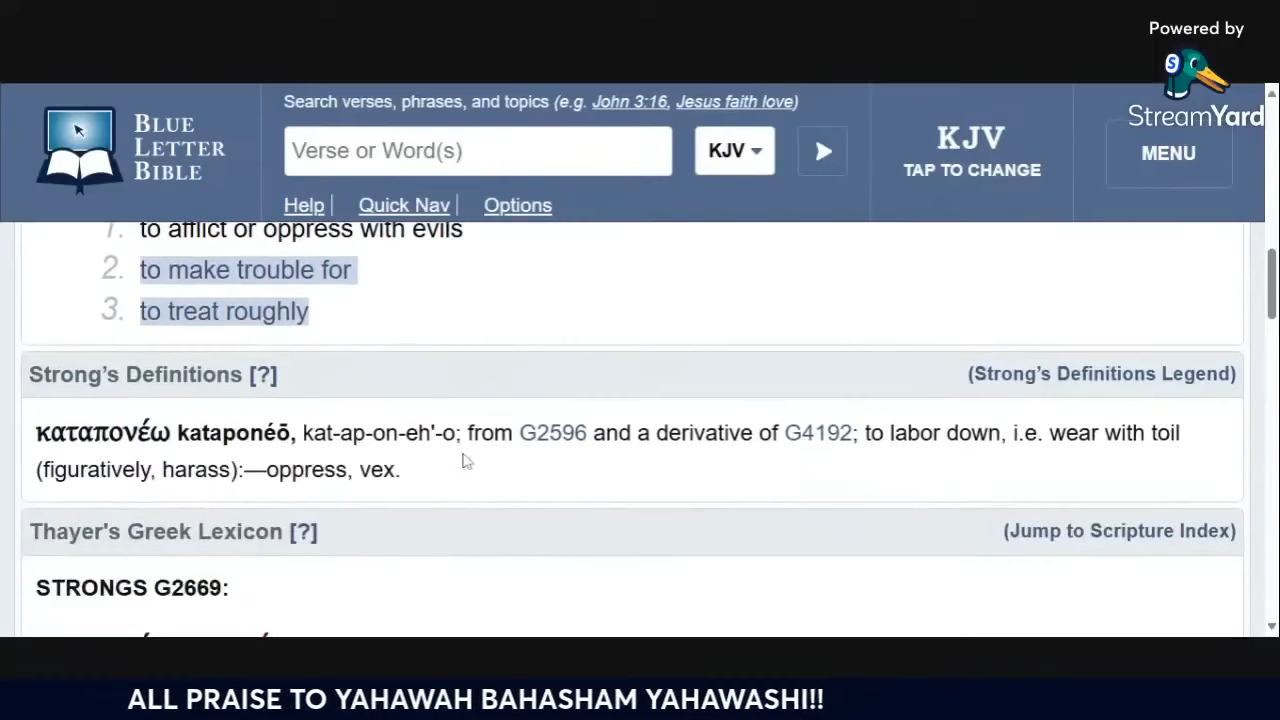 Powered by
StreamYard
BLUE
LETTER
BIBLE
Search verses, phrases, and topics (e.g. John 3:16, Jesus faith love)
Verse or Word(s)
KJV
Help | Quick Nav | Options
KJV
TAP TO CHANGE
MENU
1. to afflict or oppress with evils
2. to make trouble for
3. to treat roughly
Strong's Definitions [?] (Strong's Definitions Legend)
καταπονέω kataponéō, kat-ap-on-eh'-o; from G2596 and a derivative of G4192; to labor down, i.e. wear with toil
(figuratively, harass):—oppress, vex.
Thayer's Greek Lexicon [?] (Jump to Scripture Index)
STRONGS G2669:
ALL PRAISE TO YAHAWAH BAHASHAM YAHAWASHI!!